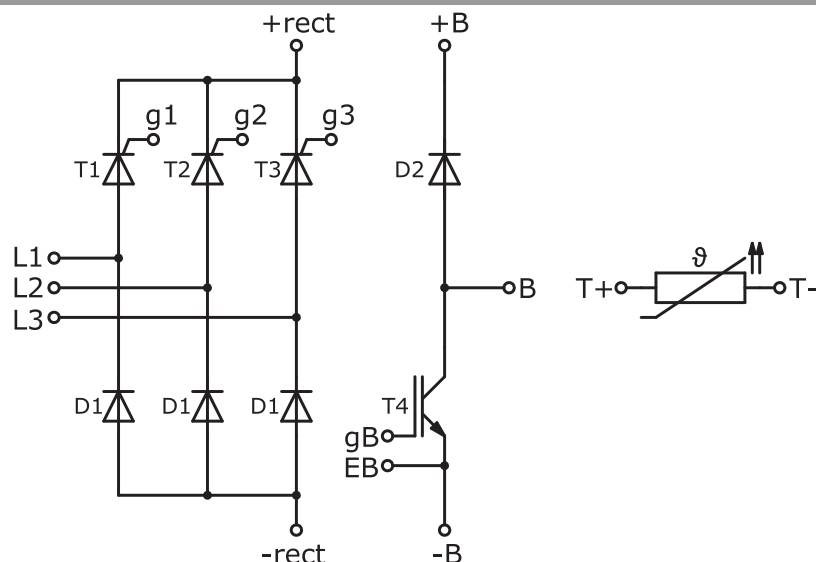 +rect
+B
g1
g2
g3
T1
T2
T3
D2
L1
L2
L3
B
T+
ϑ
T-
D1
D1
D1
T4
gB
EB
-rect
-B